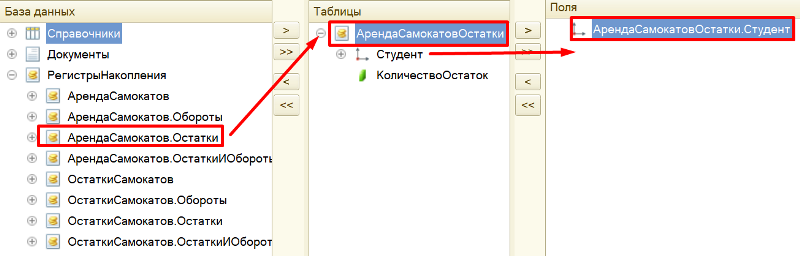 База данных
Справочники
Документы
РегистрыНакопления
АрендаСамокатов
АрендаСамокатов.Обороты
АрендаСамокатов.Остатки
АрендаСамокатов.ОстаткиИОбороты
ОстаткиСамокатов
ОстаткиСамокатов.Обороты
ОстаткиСамокатов.Остатки
ОстаткиСамокатов.ОстаткиИОборот
>
>>
<
<<
Таблицы
АрендаСамокатовОстатки
Студент
КоличествоОстаток
>
>>
<
<<
Поля
АрендаСамокатовОстатки.Студент